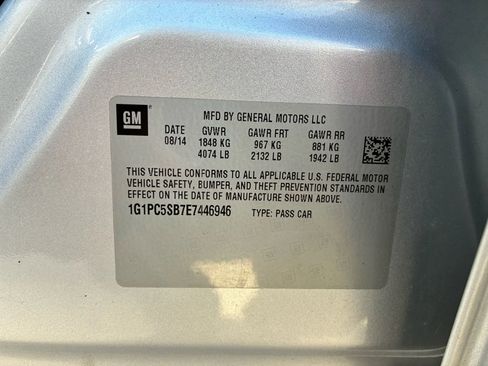 GM
MFD BY GENERAL MOTORS LLC
DATE GVWR GAWR FRT GAWR RR
08/14 1848 KG 967 KG 881 KG
4074 LB 2132 LB 1942 LB
THIS VEHICLE CONFORMS TO ALL APPLICABLE U.S. FEDERAL MOTOR
VEHICLE SAFETY, BUMPER, AND THEFT PREVENTION STANDARDS IN
EFFECT ON THE DATE OF MANUFACTURE SHOWN ABOVE.
1G1PC5SB7E7446946 TYPE: PASS CAR